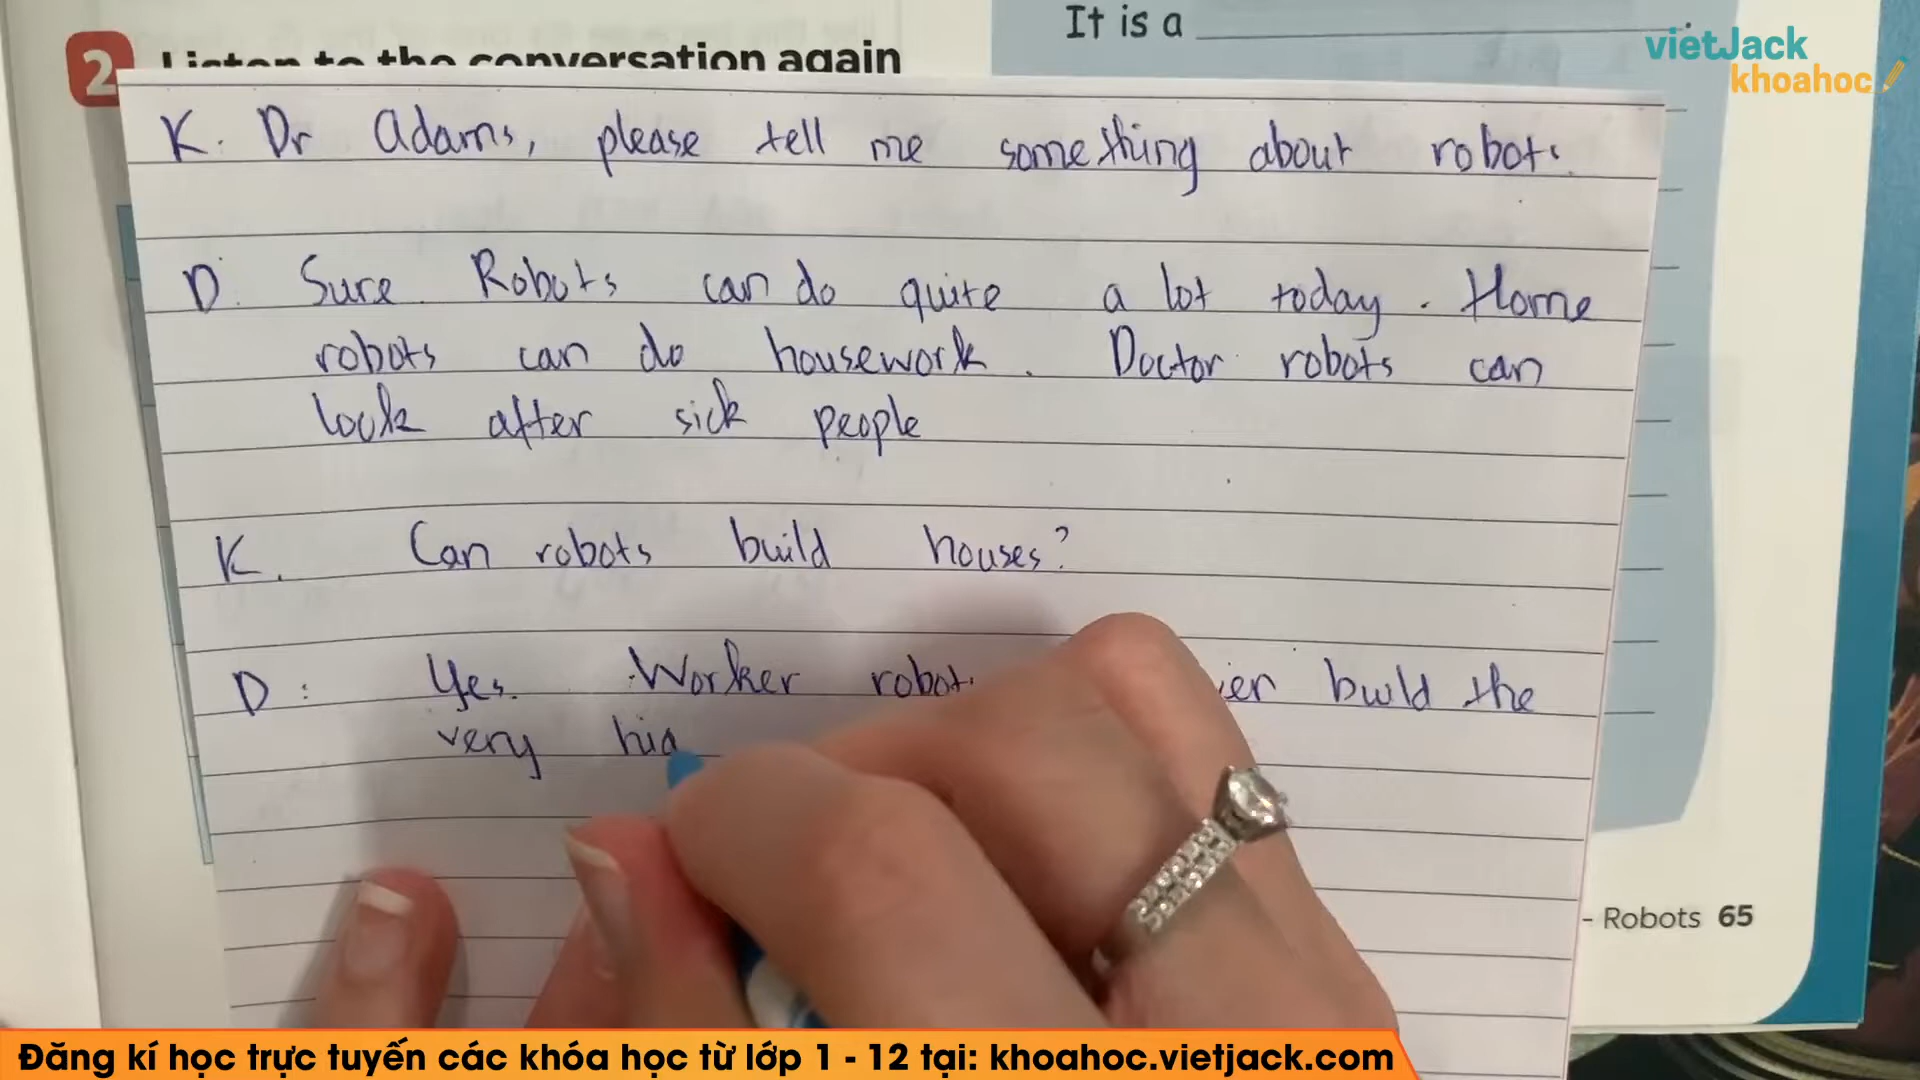 It is a
vietJack
khoahoc
2 Listen to the conversation again
K. Dr Adams, please tell me something about robots.
D. Sure. Robots can do quite a lot today. Home
robots can do housework. Doctor robots can
look after sick people
K. Can robots build houses?
D: Yes. Worker robots build the
very hig
- Robots 65
Đăng kí học trực tuyến các khóa học từ lớp 1 - 12 tại: khoahoc.vietjack.com